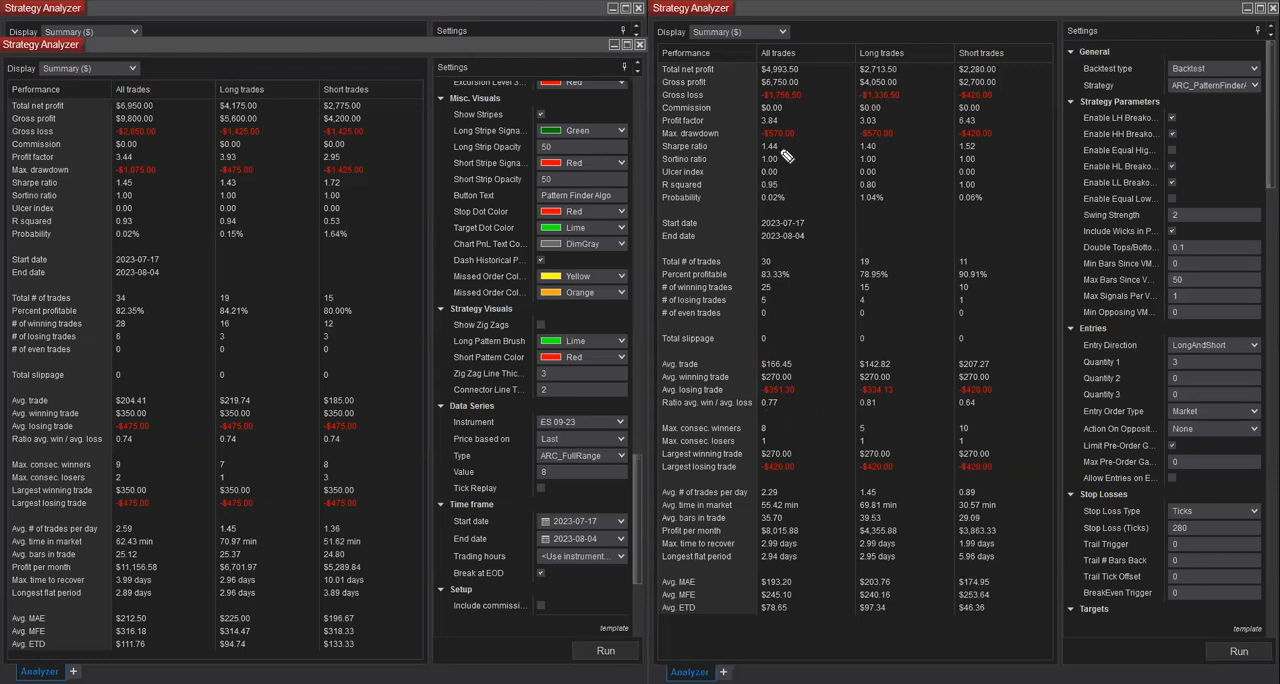 Strategy Analyzer
Display Summary ($)
Settings
Strategy Analyzer
Display Summary ($)
Performance All trades Long trades Short trades
Total net profit $6,950.00 $4,175.00 $2,775.00
Gross profit $9,800.00 $5,600.00 $4,200.00
Gross loss -$2,850.00 -$1,425.00 -$1,425.00
Commission $0.00 $0.00 $0.00
Profit factor 3.44 3.93 2.95
Max. drawdown -$1,075.00 -$475.00 -$1,425.00
Sharpe ratio 1.45 1.43 1.72
Sortino ratio 1.00 1.00 1.00
Ulcer index 0.00 0.00 0.00
R squared 0.93 0.94 0.53
Probability 0.02% 0.15% 1.64%
Start date 2023-07-17
End date 2023-08-04
Total # of trades 34 19 15
Percent profitable 82.35% 84.21% 80.00%
# of winning trades 28 16 12
# of losing trades 6 3 3
# of even trades 0 0 0
Total slippage 0 0 0
Avg. trade $204.41 $219.74 $185.00
Avg. winning trade $350.00 $350.00 $350.00
Avg. losing trade -$475.00 -$475.00 -$475.00
Ratio avg. win / avg. loss 0.74 0.74 0.74
Max. consec. winners 9 7 8
Max. consec. losers 2 1 3
Largest winning trade $350.00 $350.00 $350.00
Largest losing trade -$475.00 -$475.00 -$475.00
Avg. # of trades per day 2.59 1.45 1.36
Avg. time in market 62.43 min 70.97 min 51.62 min
Avg. bars in trade 25.12 25.37 24.80
Profit per month $11,156.58 $6,701.97 $5,289.84
Max. time to recover 3.99 days 2.96 days 10.01 days
Longest flat period 2.89 days 2.96 days 3.89 days
Avg. MAE $212.50 $225.00 $196.67
Avg. MFE $316.18 $314.47 $318.33
Avg. ETD $111.76 $94.74 $133.33
Analyzer +
Settings
Excursion Level 3... Red
Misc. Visuals
Show Stripes
Long Stripe Signa... Green
Long Strip Opacity 50
Short Stripe Signa... Red
Short Strip Opacity 50
Button Text Pattern FinderAlgo
Stop Dot Color Red
Target Dot Color Lime
Chart PnL Text Co... DimGray
Dash Historical P...
Missed Order Col... Yellow
Missed Order Col... Orange
Strategy Visuals
Show Zig Zags
Long Pattern Brush Lime
Short Pattern Color Red
Zig Zag Line Thic... 3
Connector Line T... 2
Data Series
Instrument ES 09-23
Price based on Last
Type ARC_FullRange
Value 8
Tick Replay
Time frame
Start date 2023-07-17
End date 2023-08-04
Trading hours <Use instrument...
Break at EOD
Setup
Include commissi...
template
Run
Strategy Analyzer
Display Summary ($)
Performance All trades Long trades Short trades
Total net profit $4,993.50 $2,713.50 $2,280.00
Gross profit $6,750.00 $4,050.00 $2,700.00
Gross loss -$1,756.50 -$1,336.50 -$420.00
Commission $0.00 $0.00 $0.00
Profit factor 3.84 3.03 6.43
Max. drawdown -$570.00 -$570.00 -$420.00
Sharpe ratio 1.44 1.40 1.52
Sortino ratio 1.00 1.00 1.00
Ulcer index 0.00 0.00 0.00
R squared 0.95 0.80 1.00
Probability 0.02% 1.04% 0.06%
Start date 2023-07-17
End date 2023-08-04
Total # of trades 30 19 11
Percent profitable 83.33% 78.95% 90.91%
# of winning trades 25 15 10
# of losing trades 5 4 1
# of even trades 0 0 0
Total slippage 0 0 0
Avg. trade $166.45 $142.82 $207.27
Avg. winning trade $270.00 $270.00 $270.00
Avg. losing trade -$351.30 -$334.13 -$420.00
Ratio avg. win / avg. loss 0.77 0.81 0.64
Max. consec. winners 8 5 10
Max. consec. losers 1 1 1
Largest winning trade $270.00 $270.00 $270.00
Largest losing trade -$420.00 -$420.00 -$420.00
Avg. # of trades per day 2.29 1.45 0.89
Avg. time in market 55.42 min 69.81 min 30.57 min
Avg. bars in trade 35.70 39.53 29.09
Profit per month $8,015.88 $4,355.88 $3,863.33
Max. time to recover 2.99 days 2.99 days 1.99 days
Longest flat period 2.94 days 2.95 days 5.96 days
Avg. MAE $193.20 $203.76 $174.95
Avg. MFE $245.10 $240.16 $253.64
Avg. ETD $78.65 $97.34 $46.36
Analyzer +
Settings
General
Backtest type Backtest
Strategy ARC_PatternFinderA
Strategy Parameters
Enable LH Breako...
Enable HH Breako...
Enable Equal Hig...
Enable HL Breako...
Enable LL Breako...
Enable Equal Low...
Swing Strength 2
Include Wicks in P...
Double Tops/Botto... 0.1
Min Bars Since VM... 0
Max Bars Since V... 50
Max Signals Per V... 1
Min Opposing VM... 0
Entries
Entry Direction LongAndShort
Quantity 1 3
Quantity 2 0
Quantity 3 0
Entry Order Type Market
Action On Opposit... None
Limit Pre-Order G...
Max Pre-Order Ga... 0
Allow Entries on E...
Stop Losses
Stop Loss Type Ticks
Stop Loss (Ticks) 280
Trail Trigger 0
Trail # Bars Back 0
Trail Tick Offset 0
BreakEven Trigger 0
Targets
template
Run